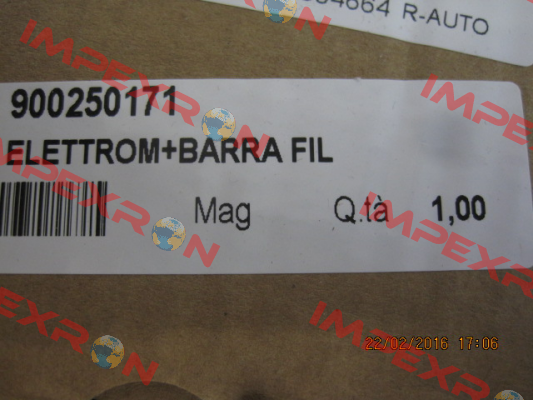 R-AUTO
900250171
ELETTROM+BARRA FIL
Mag Q.tà 1,00
22/02/2016 17:06
IMPEXRON
IMPEXRON
IMPEXRON
IMPEXRON
IMPEXRON
IMPEXRON